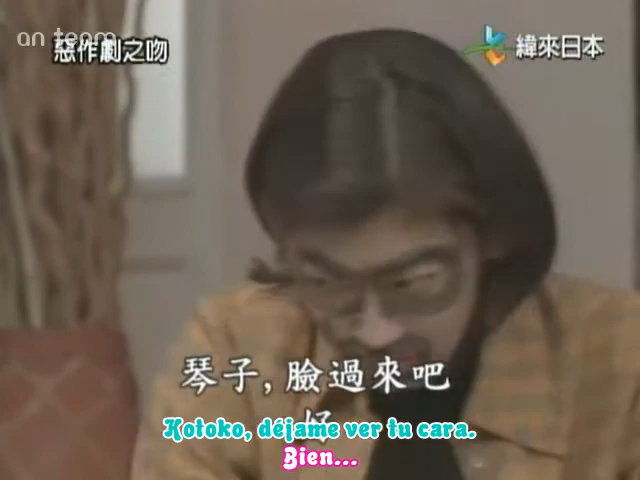 an team
惡作劇之吻
緯來日本
琴子,臉過來吧
好
Kotoko, déjame ver tu cara.
Bien...